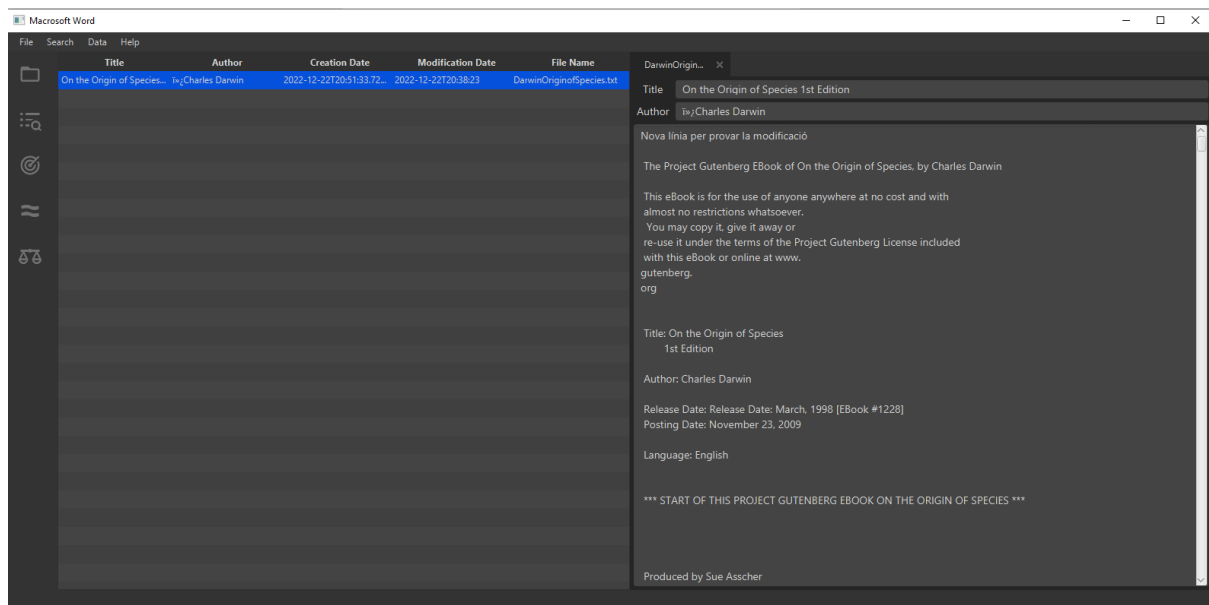 Macrosoft Word
File Search Data Help
Title Author Creation Date Modification Date File Name
On the Origin of Species... ï»¿Charles Darwin 2022-12-22T20:51:33.72... 2022-12-22T20:38:23 DarwinOriginofSpecies.txt
DarwinOrigin...
Title On the Origin of Species 1st Edition
Author ï»¿Charles Darwin
Nova línia per provar la modificació
The Project Gutenberg EBook of On the Origin of Species, by Charles Darwin
This eBook is for the use of anyone anywhere at no cost and with
almost no restrictions whatsoever.
You may copy it, give it away or
re-use it under the terms of the Project Gutenberg License included
with this eBook or online at www.
gutenberg.
org
Title: On the Origin of Species
1st Edition
Author: Charles Darwin
Release Date: Release Date: March, 1998 [EBook #1228]
Posting Date: November 23, 2009
Language: English
*** START OF THIS PROJECT GUTENBERG EBOOK ON THE ORIGIN OF SPECIES ***
Produced by Sue Asscher